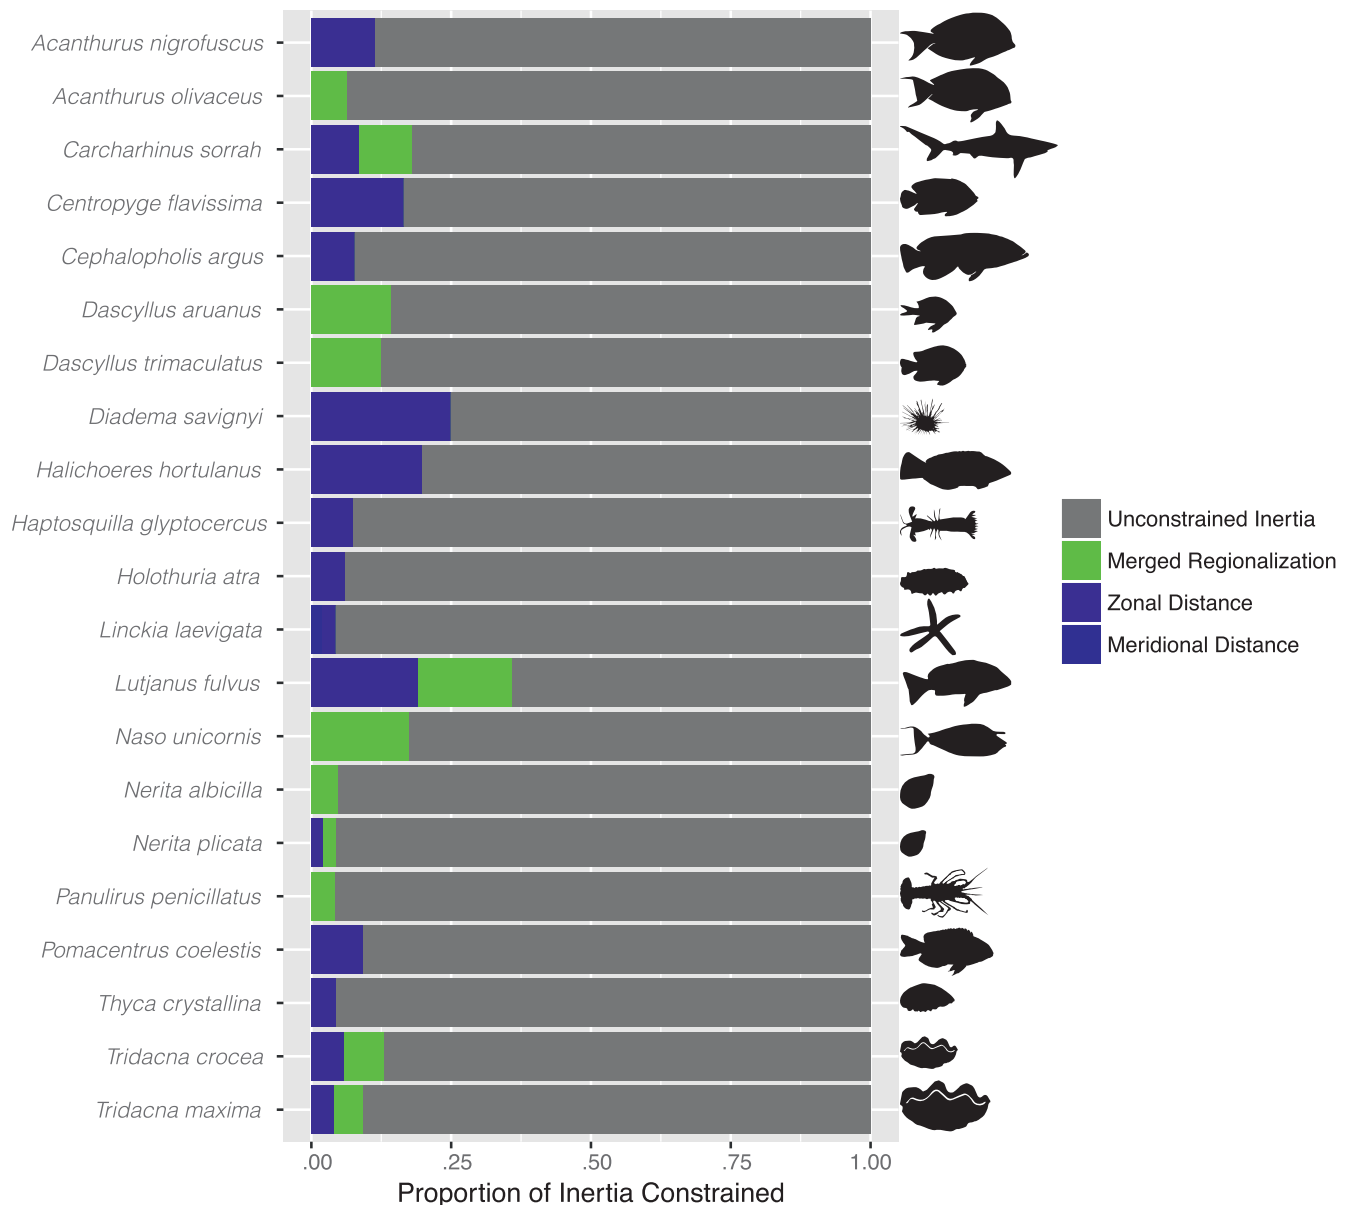 Acanthurus nigrofuscus
Acanthurus olivaceus
Carcharhinus sorrah
Centropyge flavissima
Cephalopholis argus
Dascyllus aruanus
Dascyllus trimaculatus
Diadema savignyi
Halichoeres hortulanus
Haptosquilla glyptocercus
Holothuria atra
Linckia laevigata
Lutjanus fulvus
Naso unicornis
Nerita albicilla
Nerita plicata
Panulirus penicillatus
Pomacentrus coelestis
Thyca crystallina
Tridacna crocea
Tridacna maxima
.00 .25 .50 .75 1.00
Proportion of Inertia Constrained
Unconstrained Inertia
Merged Regionalization
Zonal Distance
Meridional Distance